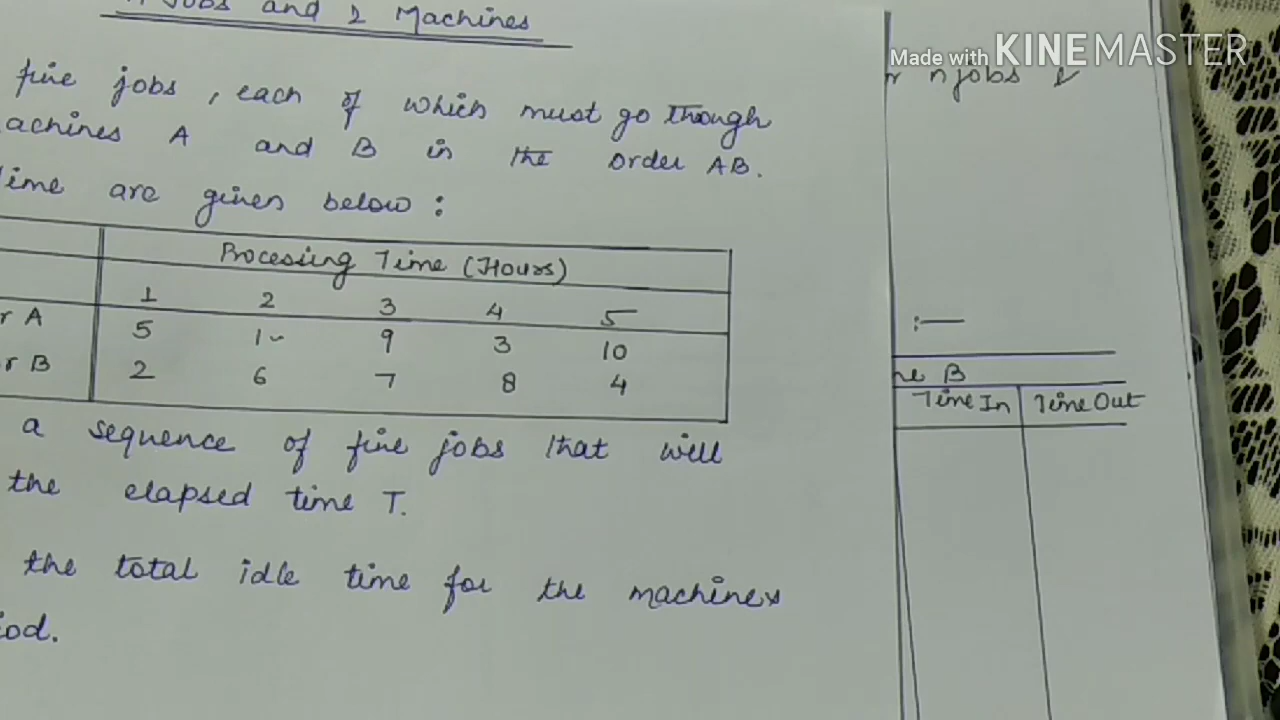 Jobs and 2 Machines
five jobs, each of which must go though
achines A and B in the order AB.
Time are given below :
Processing Time (Hours)
1 2 3 4 5
r A 5 1 9 3 10
r B 2 6 7 8 4
a sequence of five jobs that will
the elapsed time T.
the total idle time for the machines
iod.
Made with KINEMASTER
r n jobs &
:—
ne B
Time In Time Out